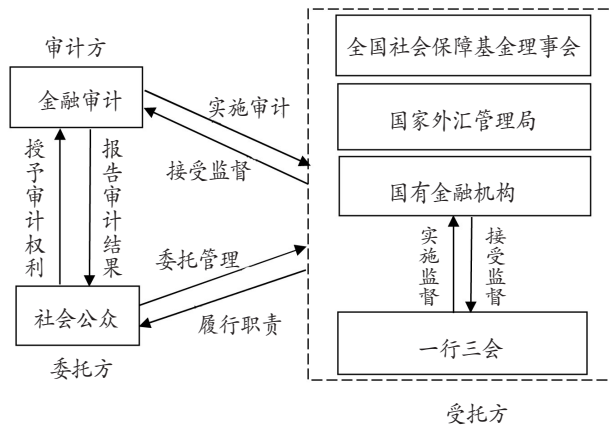 审计方
金融审计
实施审计
接受监督
授予审计权利
报告审计结果
委托管理
履行职责
社会公众
委托方
全国社会保障基金理事会
国家外汇管理局
国有金融机构
实施监督
接受监督
一行三会
受托方